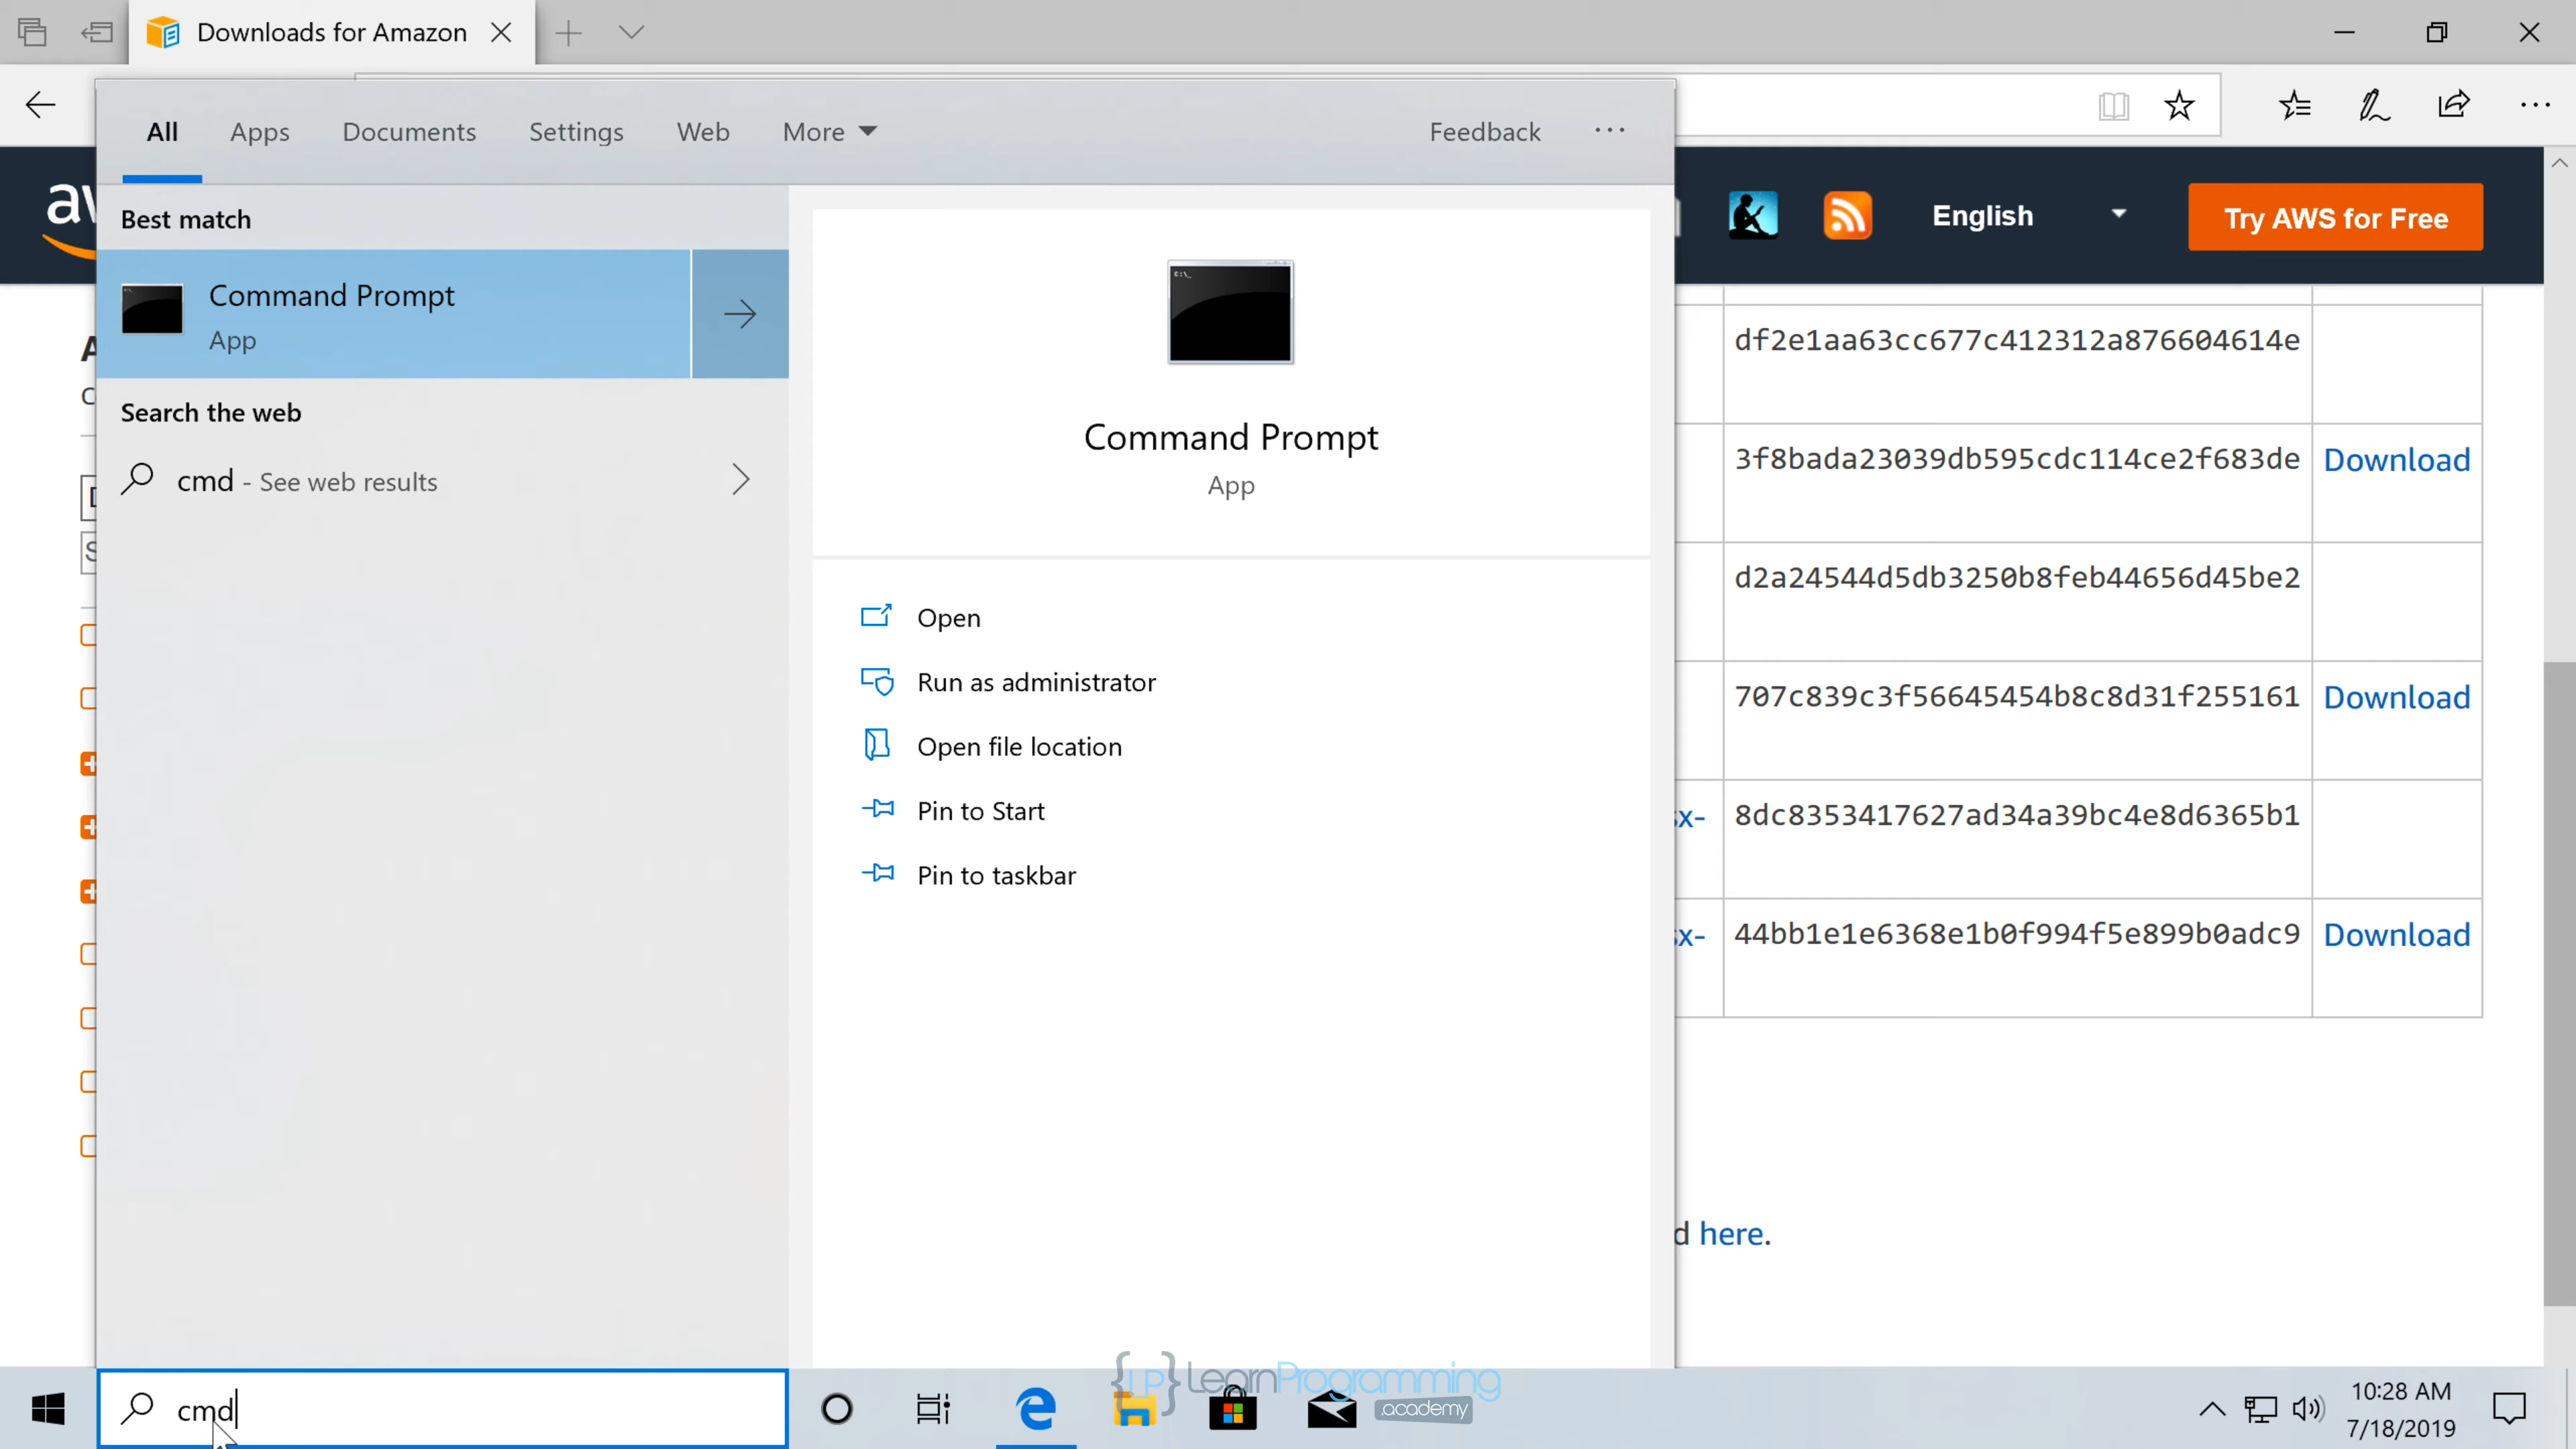 Downloads for Amazon
All Apps Documents Settings Web More Feedback
Best match
Command Prompt
App
Search the web
cmd - See web results
Command Prompt
App
Open
Run as administrator
Open file location
Pin to Start
Pin to taskbar
English
Try AWS for Free
df2e1aa63cc677c412312a876604614e
3f8bada23039db595cdc114ce2f683de Download
d2a24544d5db3250b8feb44656d45be2
707c839c3f56645454b8c8d31f255161 Download
sx- 8dc8353417627ad34a39bc4e8d6365b1
sx- 44bb1e1e6368e1b0f994f5e899b0adc9 Download
d here.
cmd
{LP} LearnProgramming
.academy
10:28 AM
7/18/2019